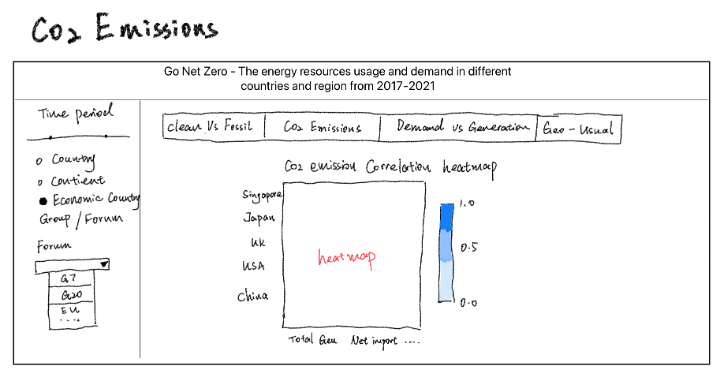 Co2 Emissions
Go Net Zero - The energy resources usage and demand in different
countries and region from 2017-2021
Time period
Country
Contient
Economic Country
Group / Forum
Forum
G7
G20
EU
....
Clean Vs Fossil
Co2 Emissions
Demand vs Generation
Geo - Usual
Co2 emission Correlation heatmap
Singapore
Japan
UK
USA
China
heatmap
1.0
0.5
0.0
Total Gen Net import ....